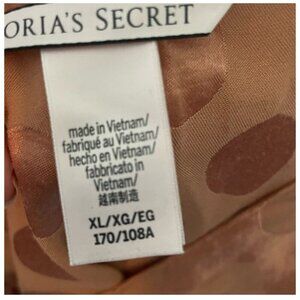 ORIA'S SECRET
made in Vietnam/
fabriqué au Vietnam/
hecho en Vietnam/
fabbricato in
Vietnam/
越南制造
XL/XG/EG
170/108A